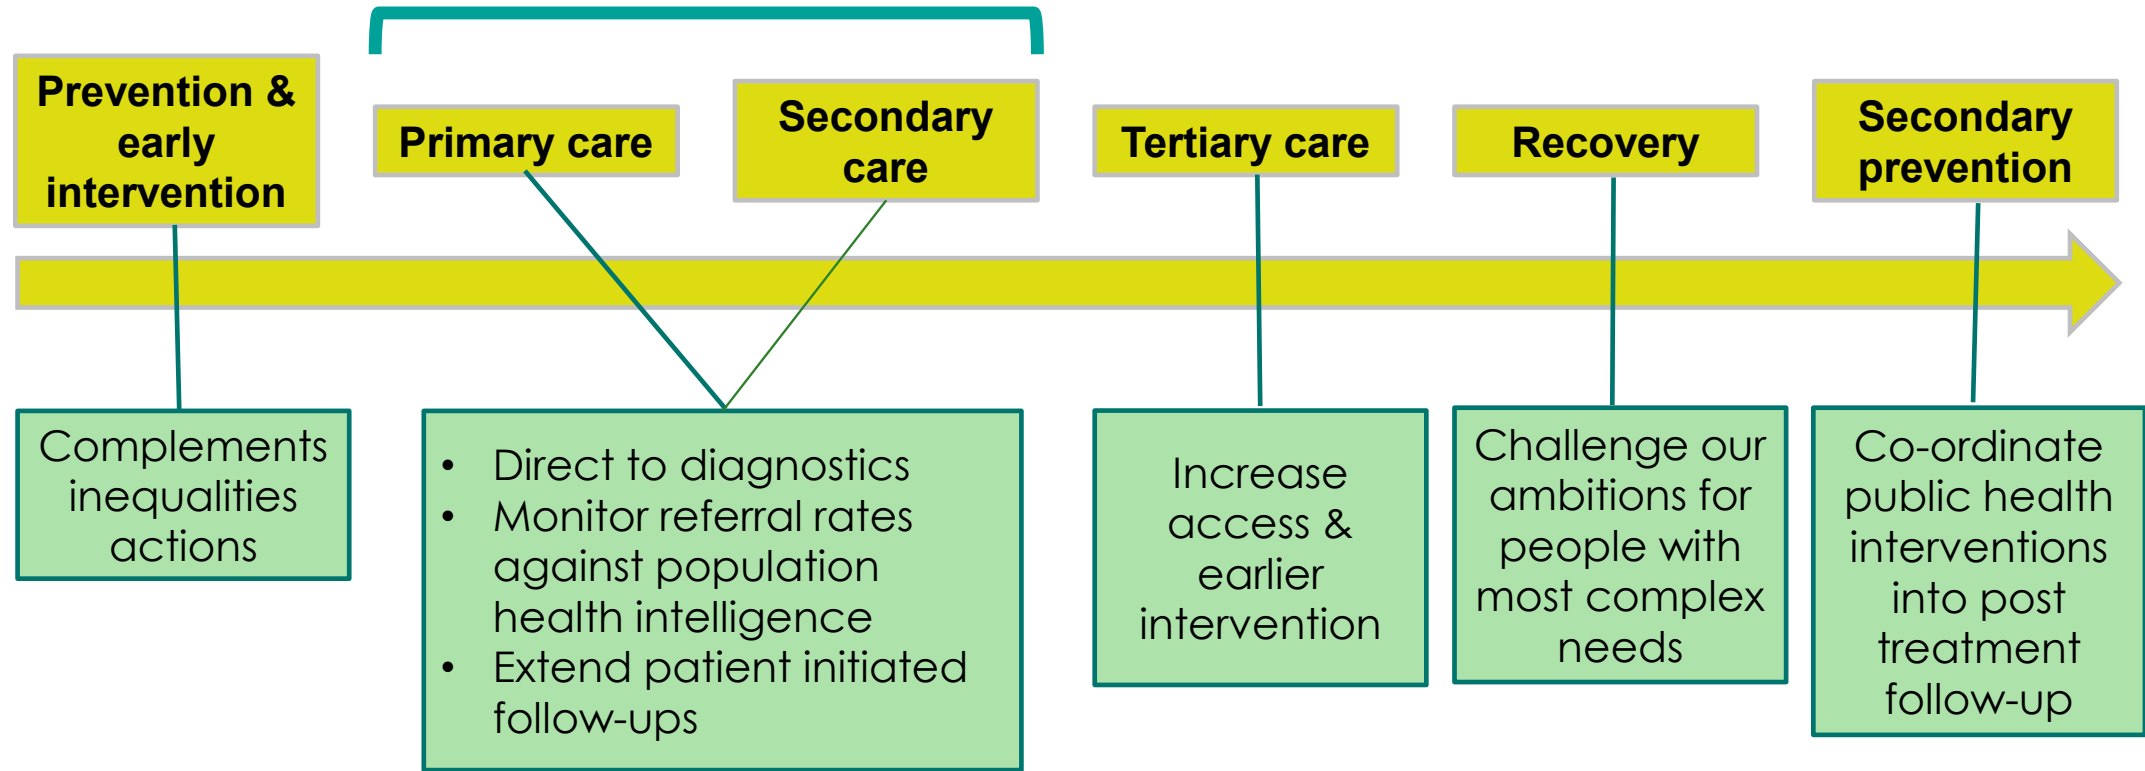 Prevention &
early
intervention
Primary care
Secondary
care
Tertiary care
Recovery
Secondary
prevention
Complements
inequalities
actions
• Direct to diagnostics
• Monitor referral rates
against population
health intelligence
• Extend patient initiated
follow-ups
Increase
access &
earlier
intervention
Challenge our
ambitions for
people with
most complex
needs
Co-ordinate
public health
interventions
into post
treatment
follow-up